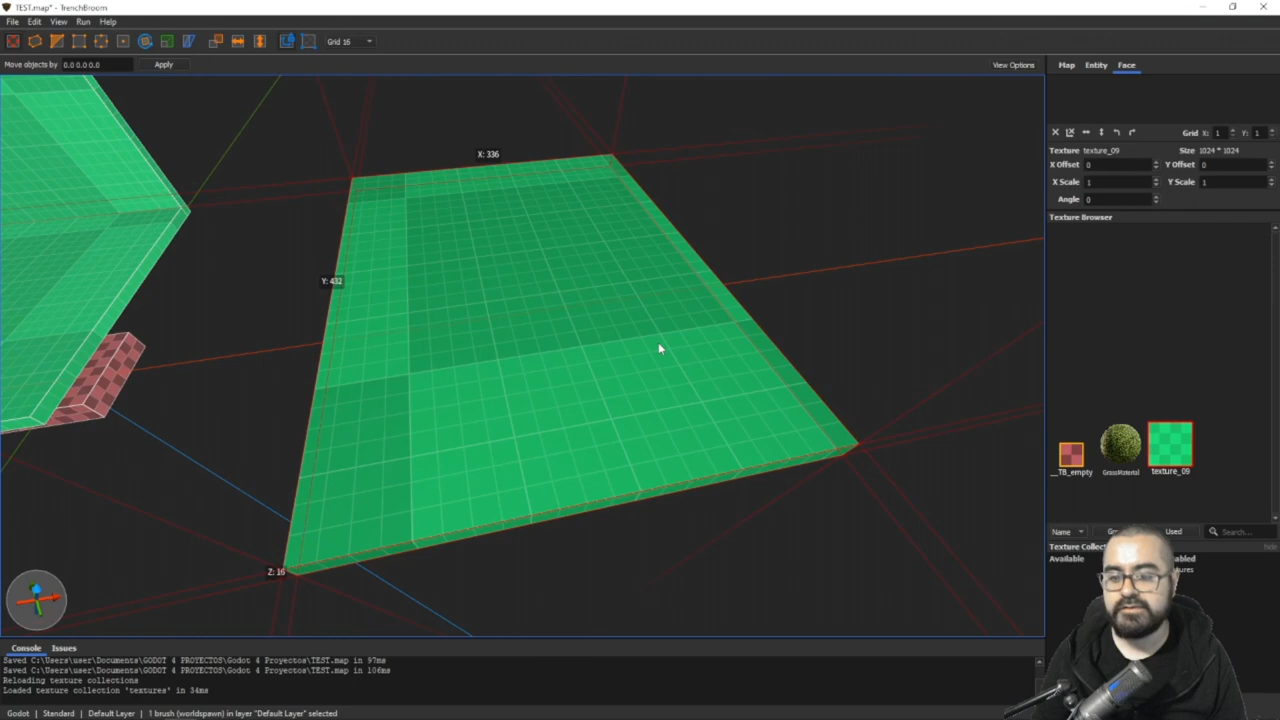 TEST.map* - TrenchBroom
File Edit View Run Help
Grid 16
Move objects by 0.0 0.0 0.0 Apply
View Options
Map Entity Face
Grid X: 1 Y: 1
Texture texture_09 Size 1024 * 1024
X Offset 0 Y Offset 0
X Scale 1 Y Scale 1
Angle 0
Texture Browser
X: 336
Y: 432
Z: 16
__TB_empty GrassMaterial texture_09
Name Used Search...
Texture Collec hide
Available abled
tures
Console Issues
Saved C:\Users\user\Documents\GODOT 4 PROYECTOS\Godot 4 Proyectos\TEST.map in 97ms
Saved C:\Users\user\Documents\GODOT 4 PROYECTOS\Godot 4 Proyectos\TEST.map in 106ms
Reloading texture collections
Loaded texture collection 'textures' in 34ms
Godot Standard Default Layer 1 brush (worldspawn) in layer "Default Layer" selected